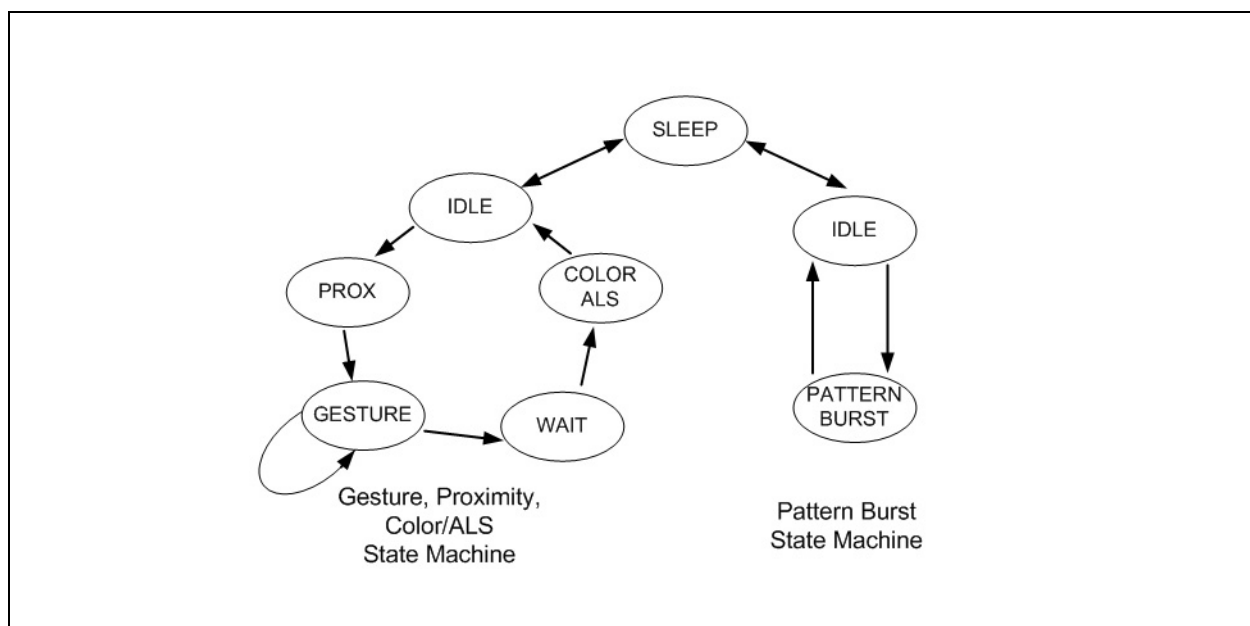 SLEEP
IDLE
IDLE
PROX
COLOR
ALS
GESTURE
WAIT
PATTERN
BURST
Gesture, Proximity,
Color/ALS
State Machine
Pattern Burst
State Machine